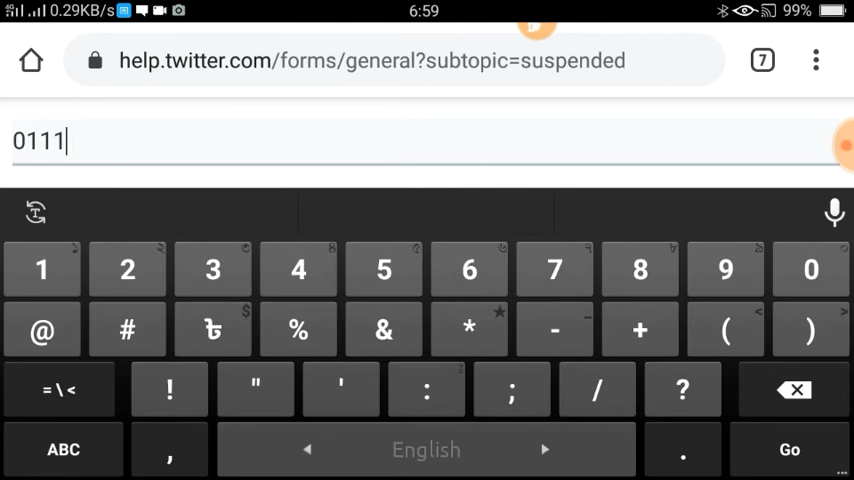 4G 0.29KB/s 6:59 99%
help.twitter.com/forms/general?subtopic=suspended 7
0111
1 2 3 4 5 6 7 8 9 0
@ # ৳ $ % & * ★ - _ + ( < ) >
= \ < ! " ' : ; / ?
ABC , English . Go